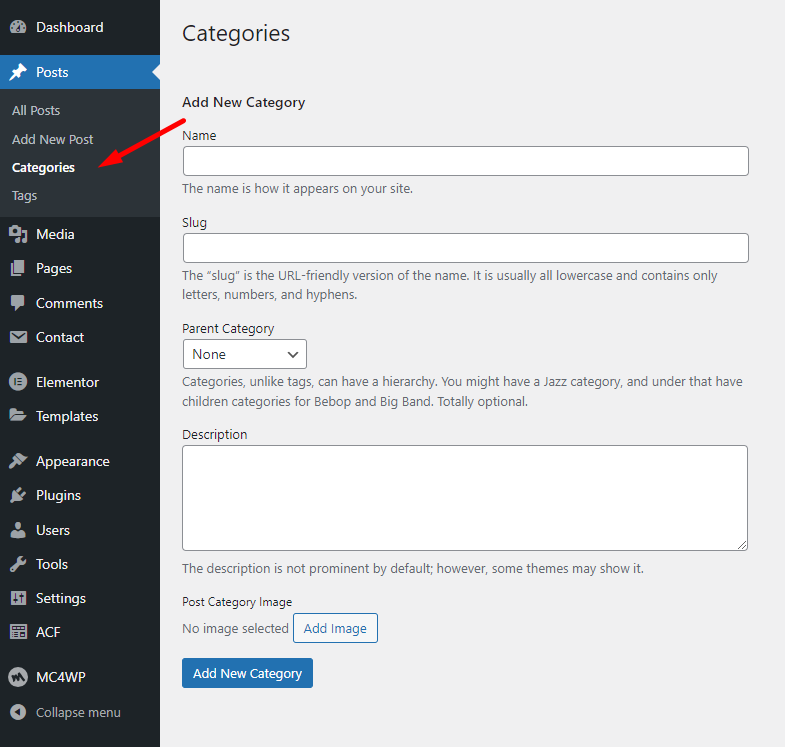 Dashboard
Posts
All Posts
Add New Post
Categories
Tags
Media
Pages
Comments
Contact
Elementor
Templates
Appearance
Plugins
Users
Tools
Settings
ACF
MC4WP
Collapse menu
Categories
Add New Category
Name
The name is how it appears on your site.
Slug
The “slug” is the URL-friendly version of the name. It is usually all lowercase and contains only
letters, numbers, and hyphens.
Parent Category
None
Categories, unlike tags, can have a hierarchy. You might have a Jazz category, and under that have
children categories for Bebop and Big Band. Totally optional.
Description
The description is not prominent by default; however, some themes may show it.
Post Category Image
No image selected Add Image
Add New Category